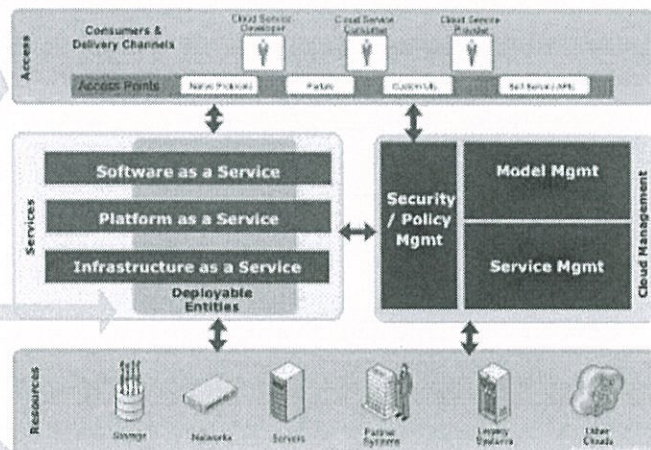 Access
Consumers &
Delivery Channels
Cloud Service
Developer
Cloud Service
Consumer
Cloud Service
Provider
Access Points
Native Protocols
Portals
Custom UIs
Self Service APIs
Services
Software as a Service
Platform as a Service
Infrastructure as a Service
Deployable
Entities
Security
/ Policy
Mgmt
Model Mgmt
Service Mgmt
Cloud Management
Resources
Storage
Networks
Servers
Partner
Systems
Legacy
Systems
Other
Clouds